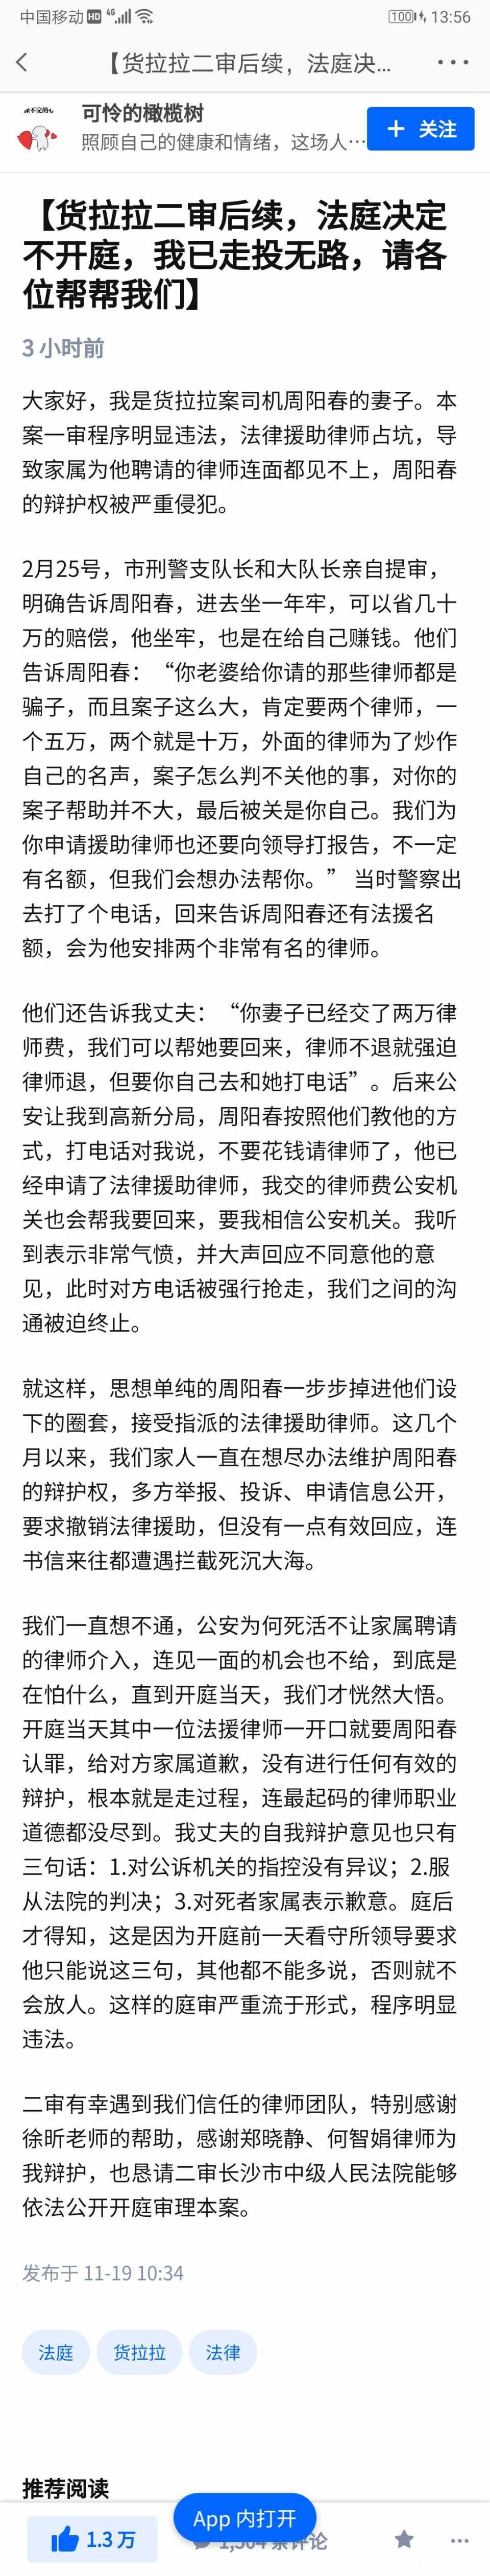 中国移动 HD 4G 100 13:56
【货拉拉二审后续，法庭决...
可怜的橄榄树
照顾自己的健康和情绪，这场人…
+ 关注
【货拉拉二审后续，法庭决定
不开庭，我已走投无路，请各
位帮帮我们】
3 小时前
大家好，我是货拉拉案司机周阳春的妻子。本
案一审程序明显违法，法律援助律师占坑，导
致家属为他聘请的律师连面都见不上，周阳春
的辩护权被严重侵犯。
2月25号，市刑警支队长和大队长亲自提审，
明确告诉周阳春，进去坐一年牢，可以省几十
万的赔偿，他坐牢，也是在给自己赚钱。他们
告诉周阳春：“你老婆给你请的那些律师都是
骗子，而且案子这么大，肯定要两个律师，一
个五万，两个就是十万，外面的律师为了炒作
自己的名声，案子怎么判不关他的事，对你的
案子帮助并不大，最后被关是你自己。我们为
你申请援助律师也还要向领导打报告，不一定
有名额，但我们会想办法帮你。” 当时警察出
去打了个电话，回来告诉周阳春还有法援名
额，会为他安排两个非常有名的律师。
他们还告诉我丈夫：“你妻子已经交了两万律
师费，我们可以帮她要回来，律师不退就强迫
律师退，但要你自己去和她打电话”。后来公
安让我到高新分局，周阳春按照他们教他的方
式，打电话对我说，不要花钱请律师了，他已
经申请了法律援助律师，我交的律师费公安机
关也会帮我要回来，要我相信公安机关。我听
到表示非常气愤，并大声回应不同意他的意
见，此时对方电话被强行抢走，我们之间的沟
通被迫终止。
就这样，思想单纯的周阳春一步步掉进他们设
下的圈套，接受指派的法律援助律师。这几个
月以来，我们家人一直在想尽办法维护周阳春
的辩护权，多方举报、投诉、申请信息公开，
要求撤销法律援助，但没有一点有效回应，连
书信来往都遭遇拦截死沉大海。
我们一直想不通，公安为何死活不让家属聘请
的律师介入，连见一面的机会也不给，到底是
在怕什么，直到开庭当天，我们才恍然大悟。
开庭当天其中一位法援律师一开口就要周阳春
认罪，给对方家属道歉，没有进行任何有效的
辩护，根本就是走过程，连最起码的律师职业
道德都没尽到。我丈夫的自我辩护意见也只有
三句话：1.对公诉机关的指控没有异议；2.服
从法院的判决；3.对死者家属表示歉意。庭后
才得知，这是因为开庭前一天看守所领导要求
他只能说这三句，其他都不能多说，否则就不
会放人。这样的庭审严重流于形式，程序明显
违法。
二审有幸遇到我们信任的律师团队，特别感谢
徐昕老师的帮助，感谢郑晓静、何智娟律师为
我辩护，也恳请二审长沙市中级人民法院能够
依法公开开庭审理本案。
发布于 11-19 10:34
法庭 货拉拉 法律
推荐阅读
App 内打开
1.3 万 条评论